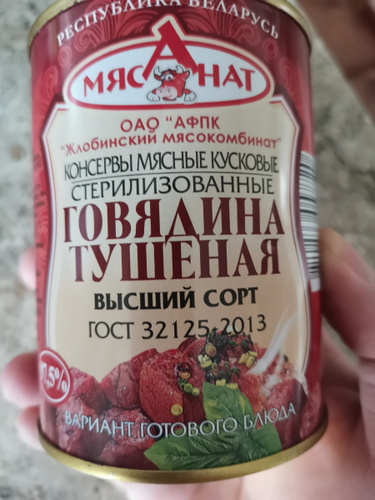 РЕСПУБЛИКА БЕЛАРУСЬ
МЯСАНАТ
ОАО "АФПК
"Жлобинский мясокомбинат"
КОНСЕРВЫ МЯСНЫЕ КУСКОВЫЕ
СТЕРИЛИЗОВАННЫЕ
ГОВЯДИНА
ТУШЕНАЯ
ВЫСШИЙ СОРТ
ГОСТ 32125-2013
ВАРИАНТ ГОТОВОГО БЛЮДА